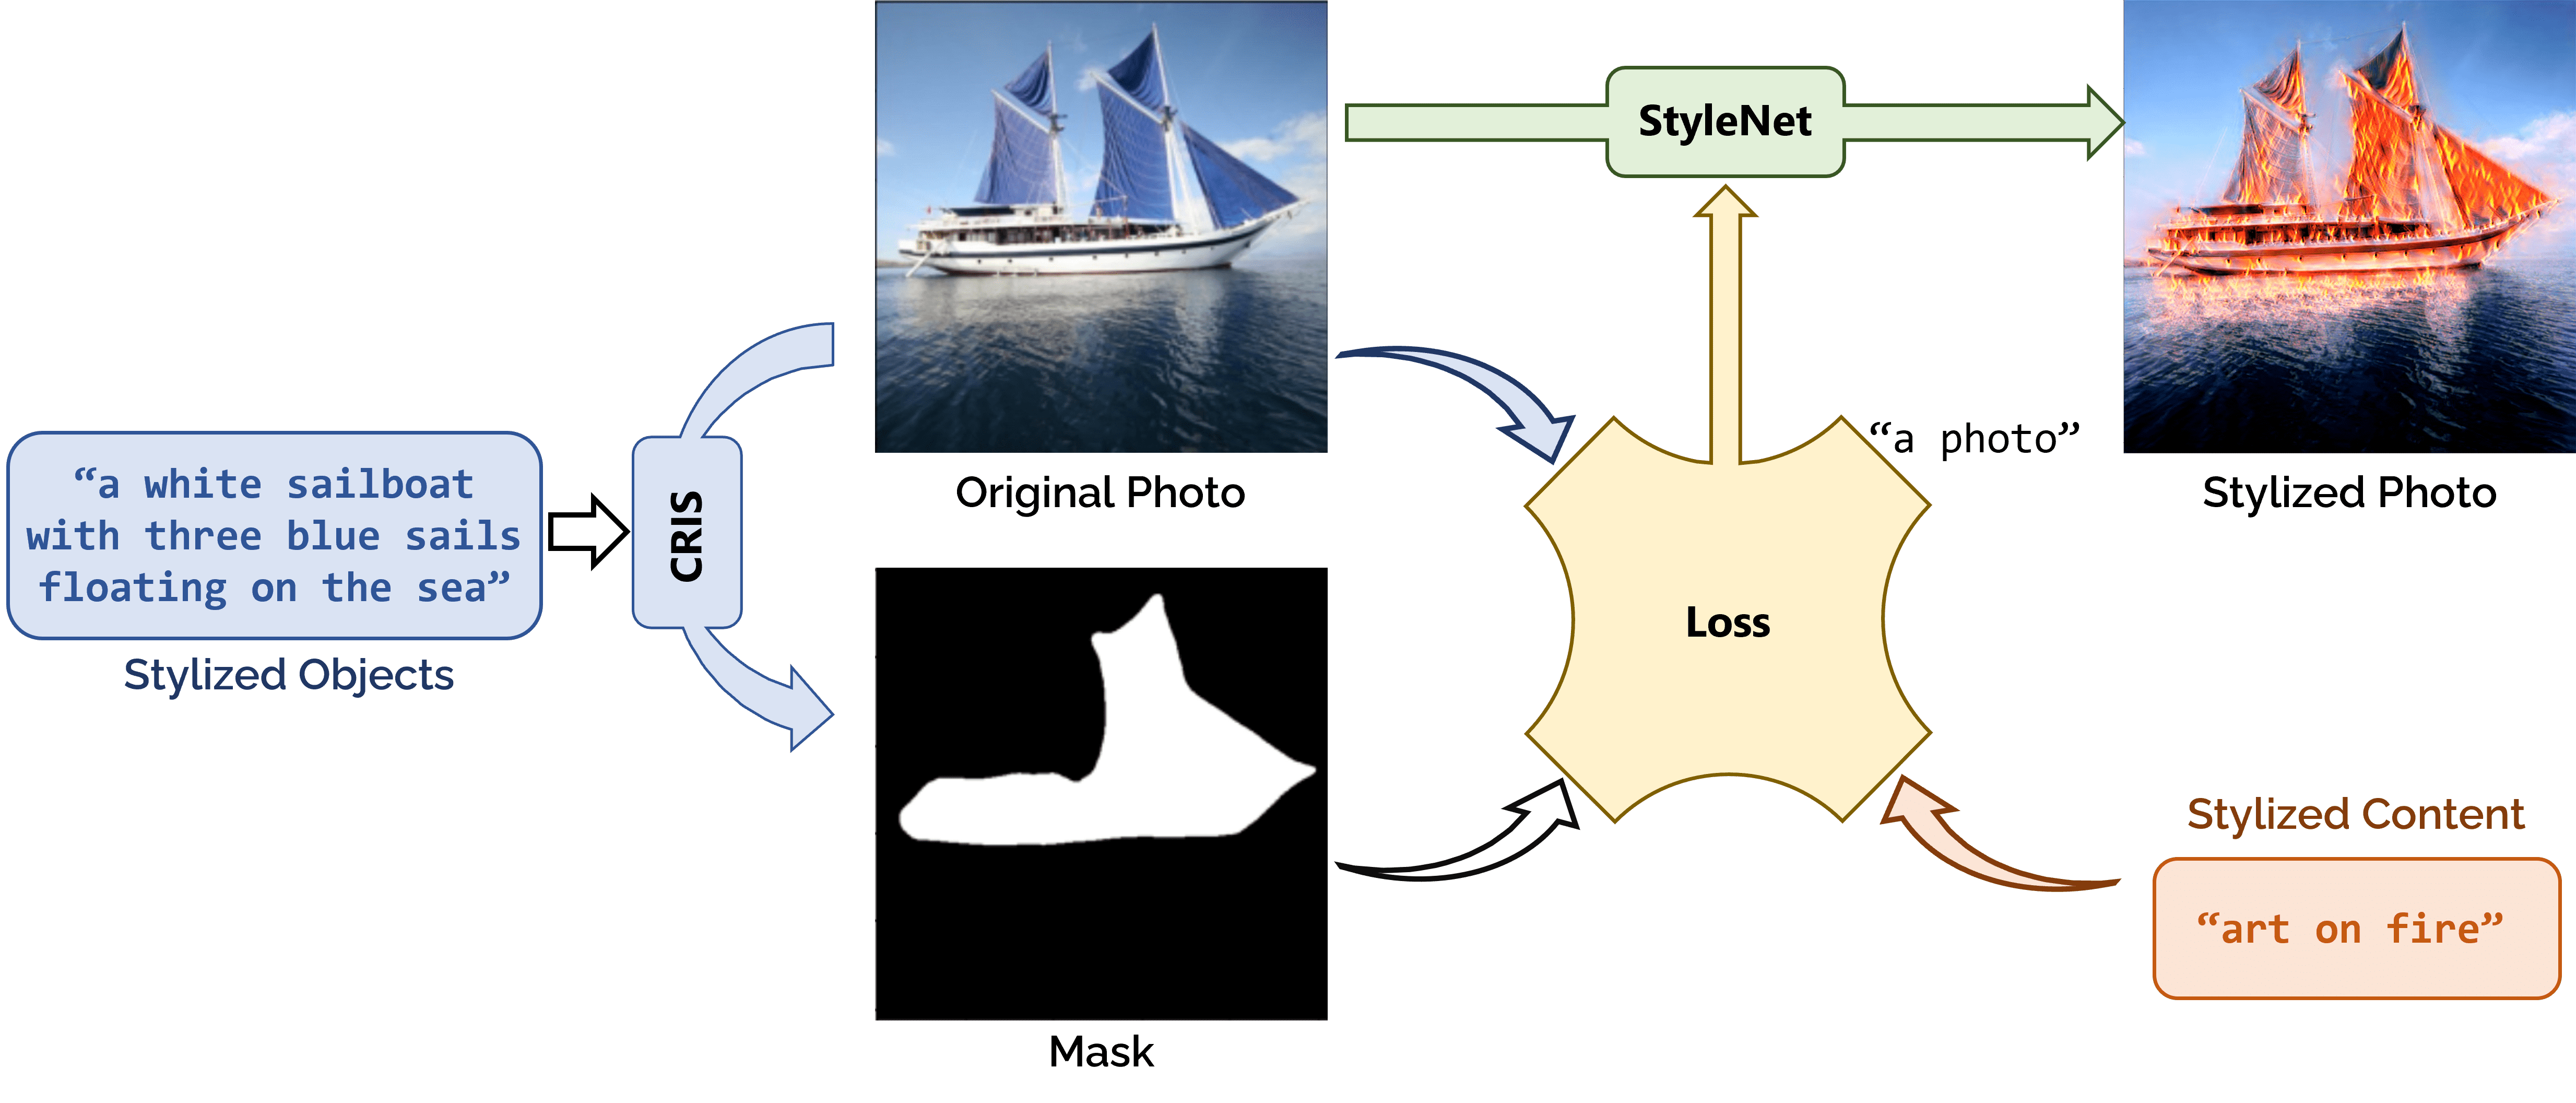 “a white sailboat
with three blue sails
floating on the sea”
Stylized Objects
CRIS
Original Photo
Mask
StyleNet
Loss
“a photo”
Stylized Photo
Stylized Content
“art on fire”